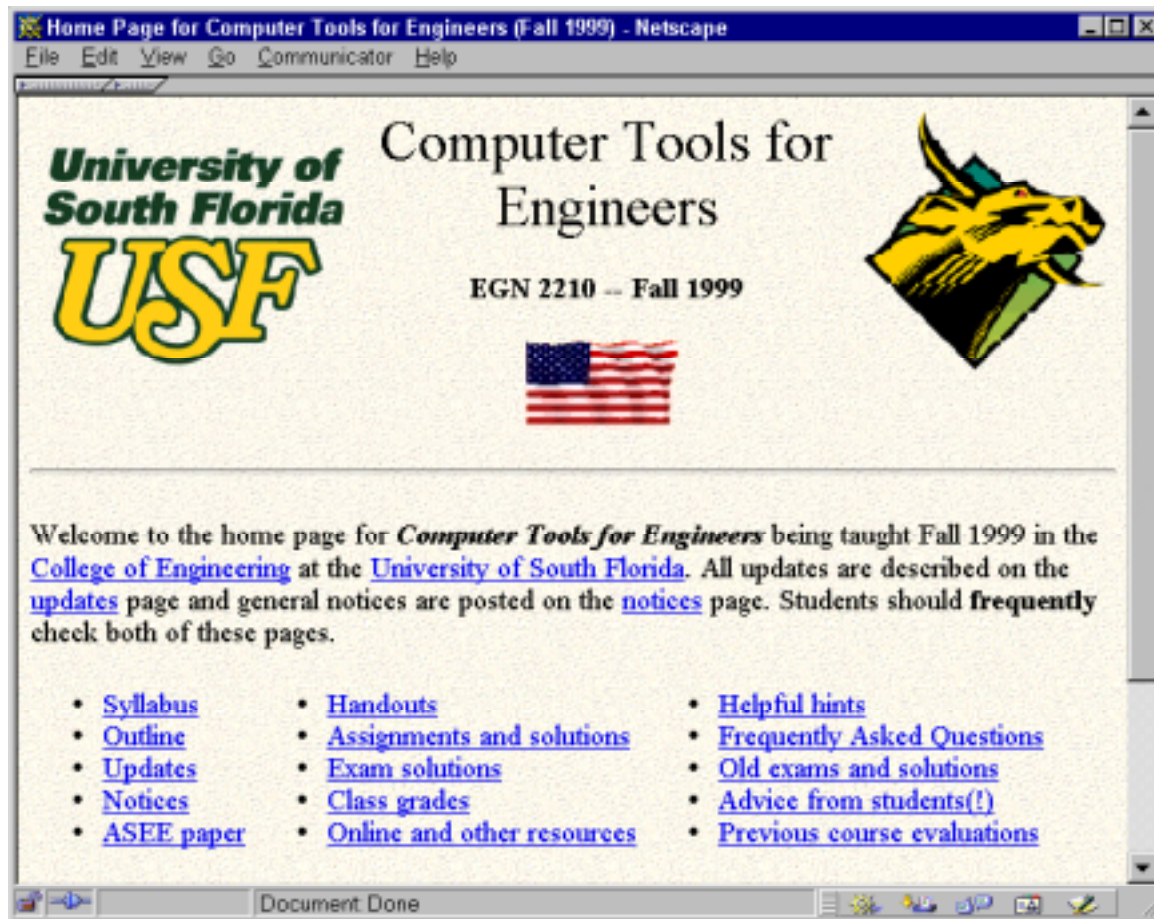 Home Page for Computer Tools for Engineers (Fall 1999) - Netscape
File Edit View Go Communicator Help
University of
South Florida
USF
Computer Tools for
Engineers
EGN 2210 -- Fall 1999
Welcome to the home page for Computer Tools for Engineers being taught Fall 1999 in the
College of Engineering at the University of South Florida. All updates are described on the
updates page and general notices are posted on the notices page. Students should frequently
check both of these pages.
• Syllabus
• Outline
• Updates
• Notices
• ASEE paper
• Handouts
• Assignments and solutions
• Exam solutions
• Class grades
• Online and other resources
• Helpful hints
• Frequently Asked Questions
• Old exams and solutions
• Advice from students(!)
• Previous course evaluations
Document: Done